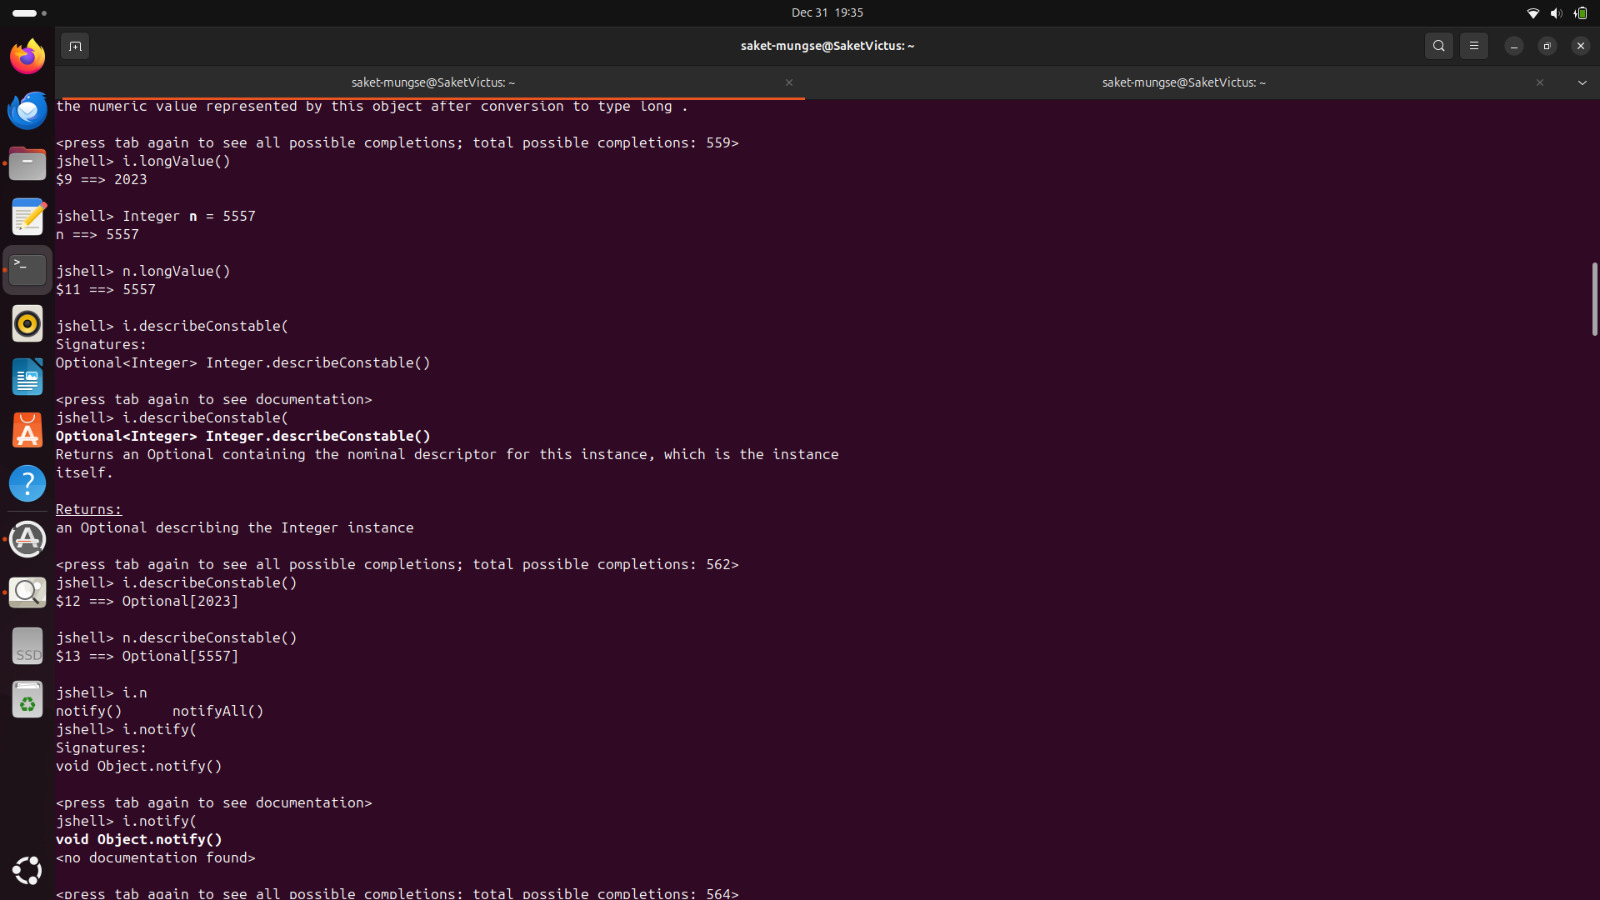 Dec 31 19:35
saket-mungse@SaketVictus: ~
saket-mungse@SaketVictus: ~
saket-mungse@SaketVictus: ~
the numeric value represented by this object after conversion to type long .
<press tab again to see all possible completions; total possible completions: 559>
jshell> i.longValue()
$9 ==> 2023
jshell> Integer n = 5557
n ==> 5557
jshell> n.longValue()
$11 ==> 5557
jshell> i.describeConstable(
Signatures:
Optional<Integer> Integer.describeConstable()
<press tab again to see documentation>
jshell> i.describeConstable(
Optional<Integer> Integer.describeConstable()
Returns an Optional containing the nominal descriptor for this instance, which is the instance
itself.
Returns:
an Optional describing the Integer instance
<press tab again to see all possible completions; total possible completions: 562>
jshell> i.describeConstable()
$12 ==> Optional[2023]
jshell> n.describeConstable()
$13 ==> Optional[5557]
jshell> i.n
notify()      notifyAll()
jshell> i.notify(
Signatures:
void Object.notify()
<press tab again to see documentation>
jshell> i.notify(
void Object.notify()
<no documentation found>
<press tab again to see all possible completions; total possible completions: 564>
SSD